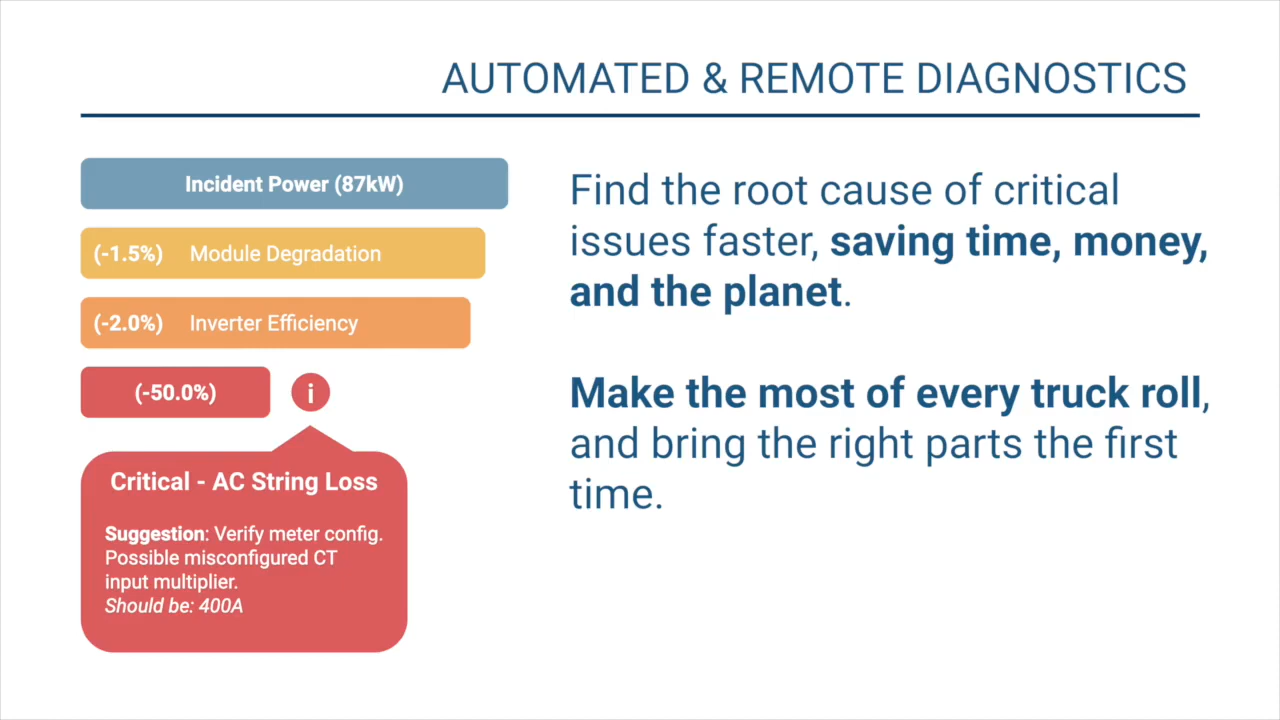 AUTOMATED & REMOTE DIAGNOSTICS
Incident Power (87kW)
(-1.5%) Module Degradation
(-2.0%) Inverter Efficiency
(-50.0%) i
Critical - AC String Loss
Suggestion: Verify meter config.
Possible misconfigured CT
input multiplier.
Should be: 400A
Find the root cause of critical
issues faster, saving time, money,
and the planet.
Make the most of every truck roll,
and bring the right parts the first
time.